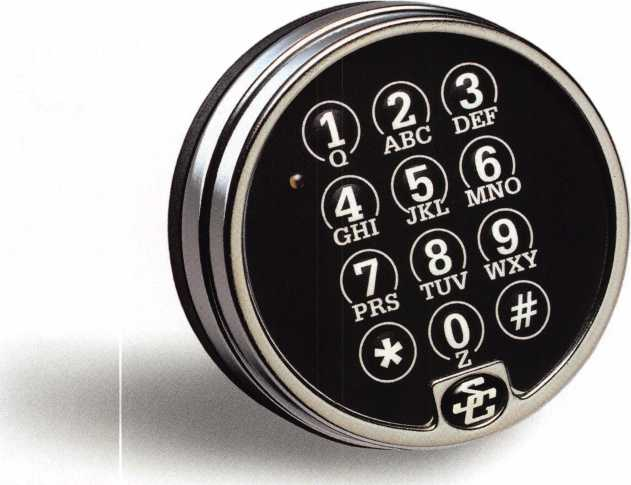 1 2 3
Q ABC DEF
4 5 6
GHI JKL MNO
7 8 9
PRS TUV WXY
* 0 #
Z
SG